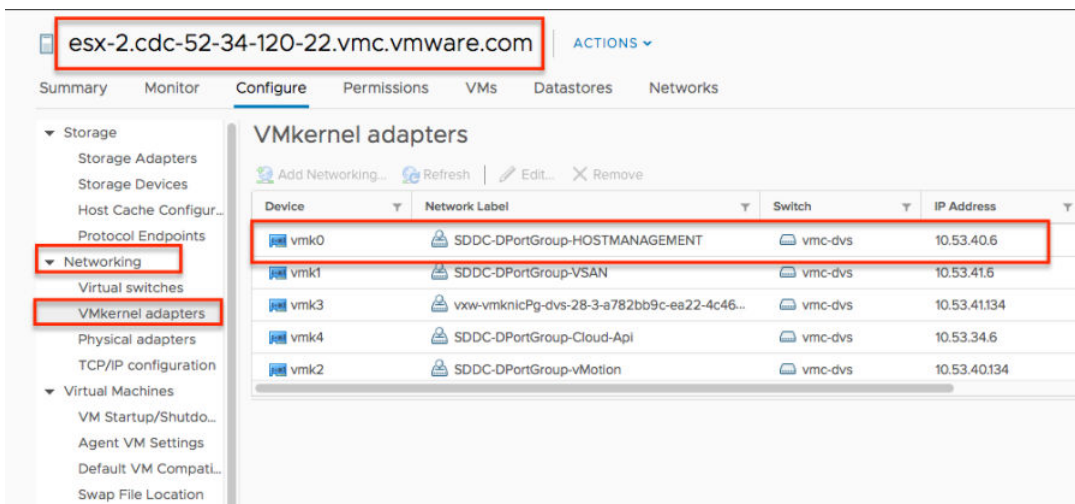 esx-2.cdc-52-34-120-22.vmc.vmware.com ACTIONS
Summary Monitor Configure Permissions VMs Datastores Networks
Storage
Storage Adapters
Storage Devices
Host Cache Configur...
Protocol Endpoints
Networking
Virtual switches
VMkernel adapters
Physical adapters
TCP/IP configuration
Virtual Machines
VM Startup/Shutdo...
Agent VM Settings
Default VM Compati...
Swap File Location
VMkernel adapters
Add Networking... Refresh Edit... Remove
Device Network Label Switch IP Address
vmk0 SDDC-DPortGroup-HOSTMANAGEMENT vmc-dvs 10.53.40.6
vmk1 SDDC-DPortGroup-VSAN vmc-dvs 10.53.41.6
vmk3 vxw-vmknicPg-dvs-28-3-a782bb9c-ea22-4c46... vmc-dvs 10.53.41.134
vmk4 SDDC-DPortGroup-Cloud-Api vmc-dvs 10.53.34.6
vmk2 SDDC-DPortGroup-vMotion vmc-dvs 10.53.40.134